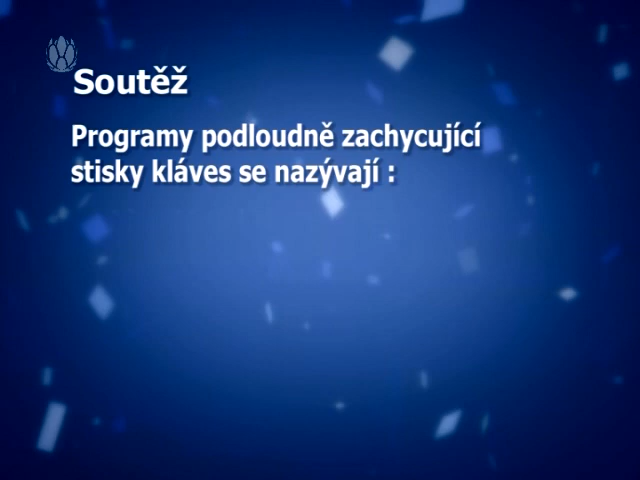 Soutěž
Programy podloudně zachycující
stisky kláves se nazývají :